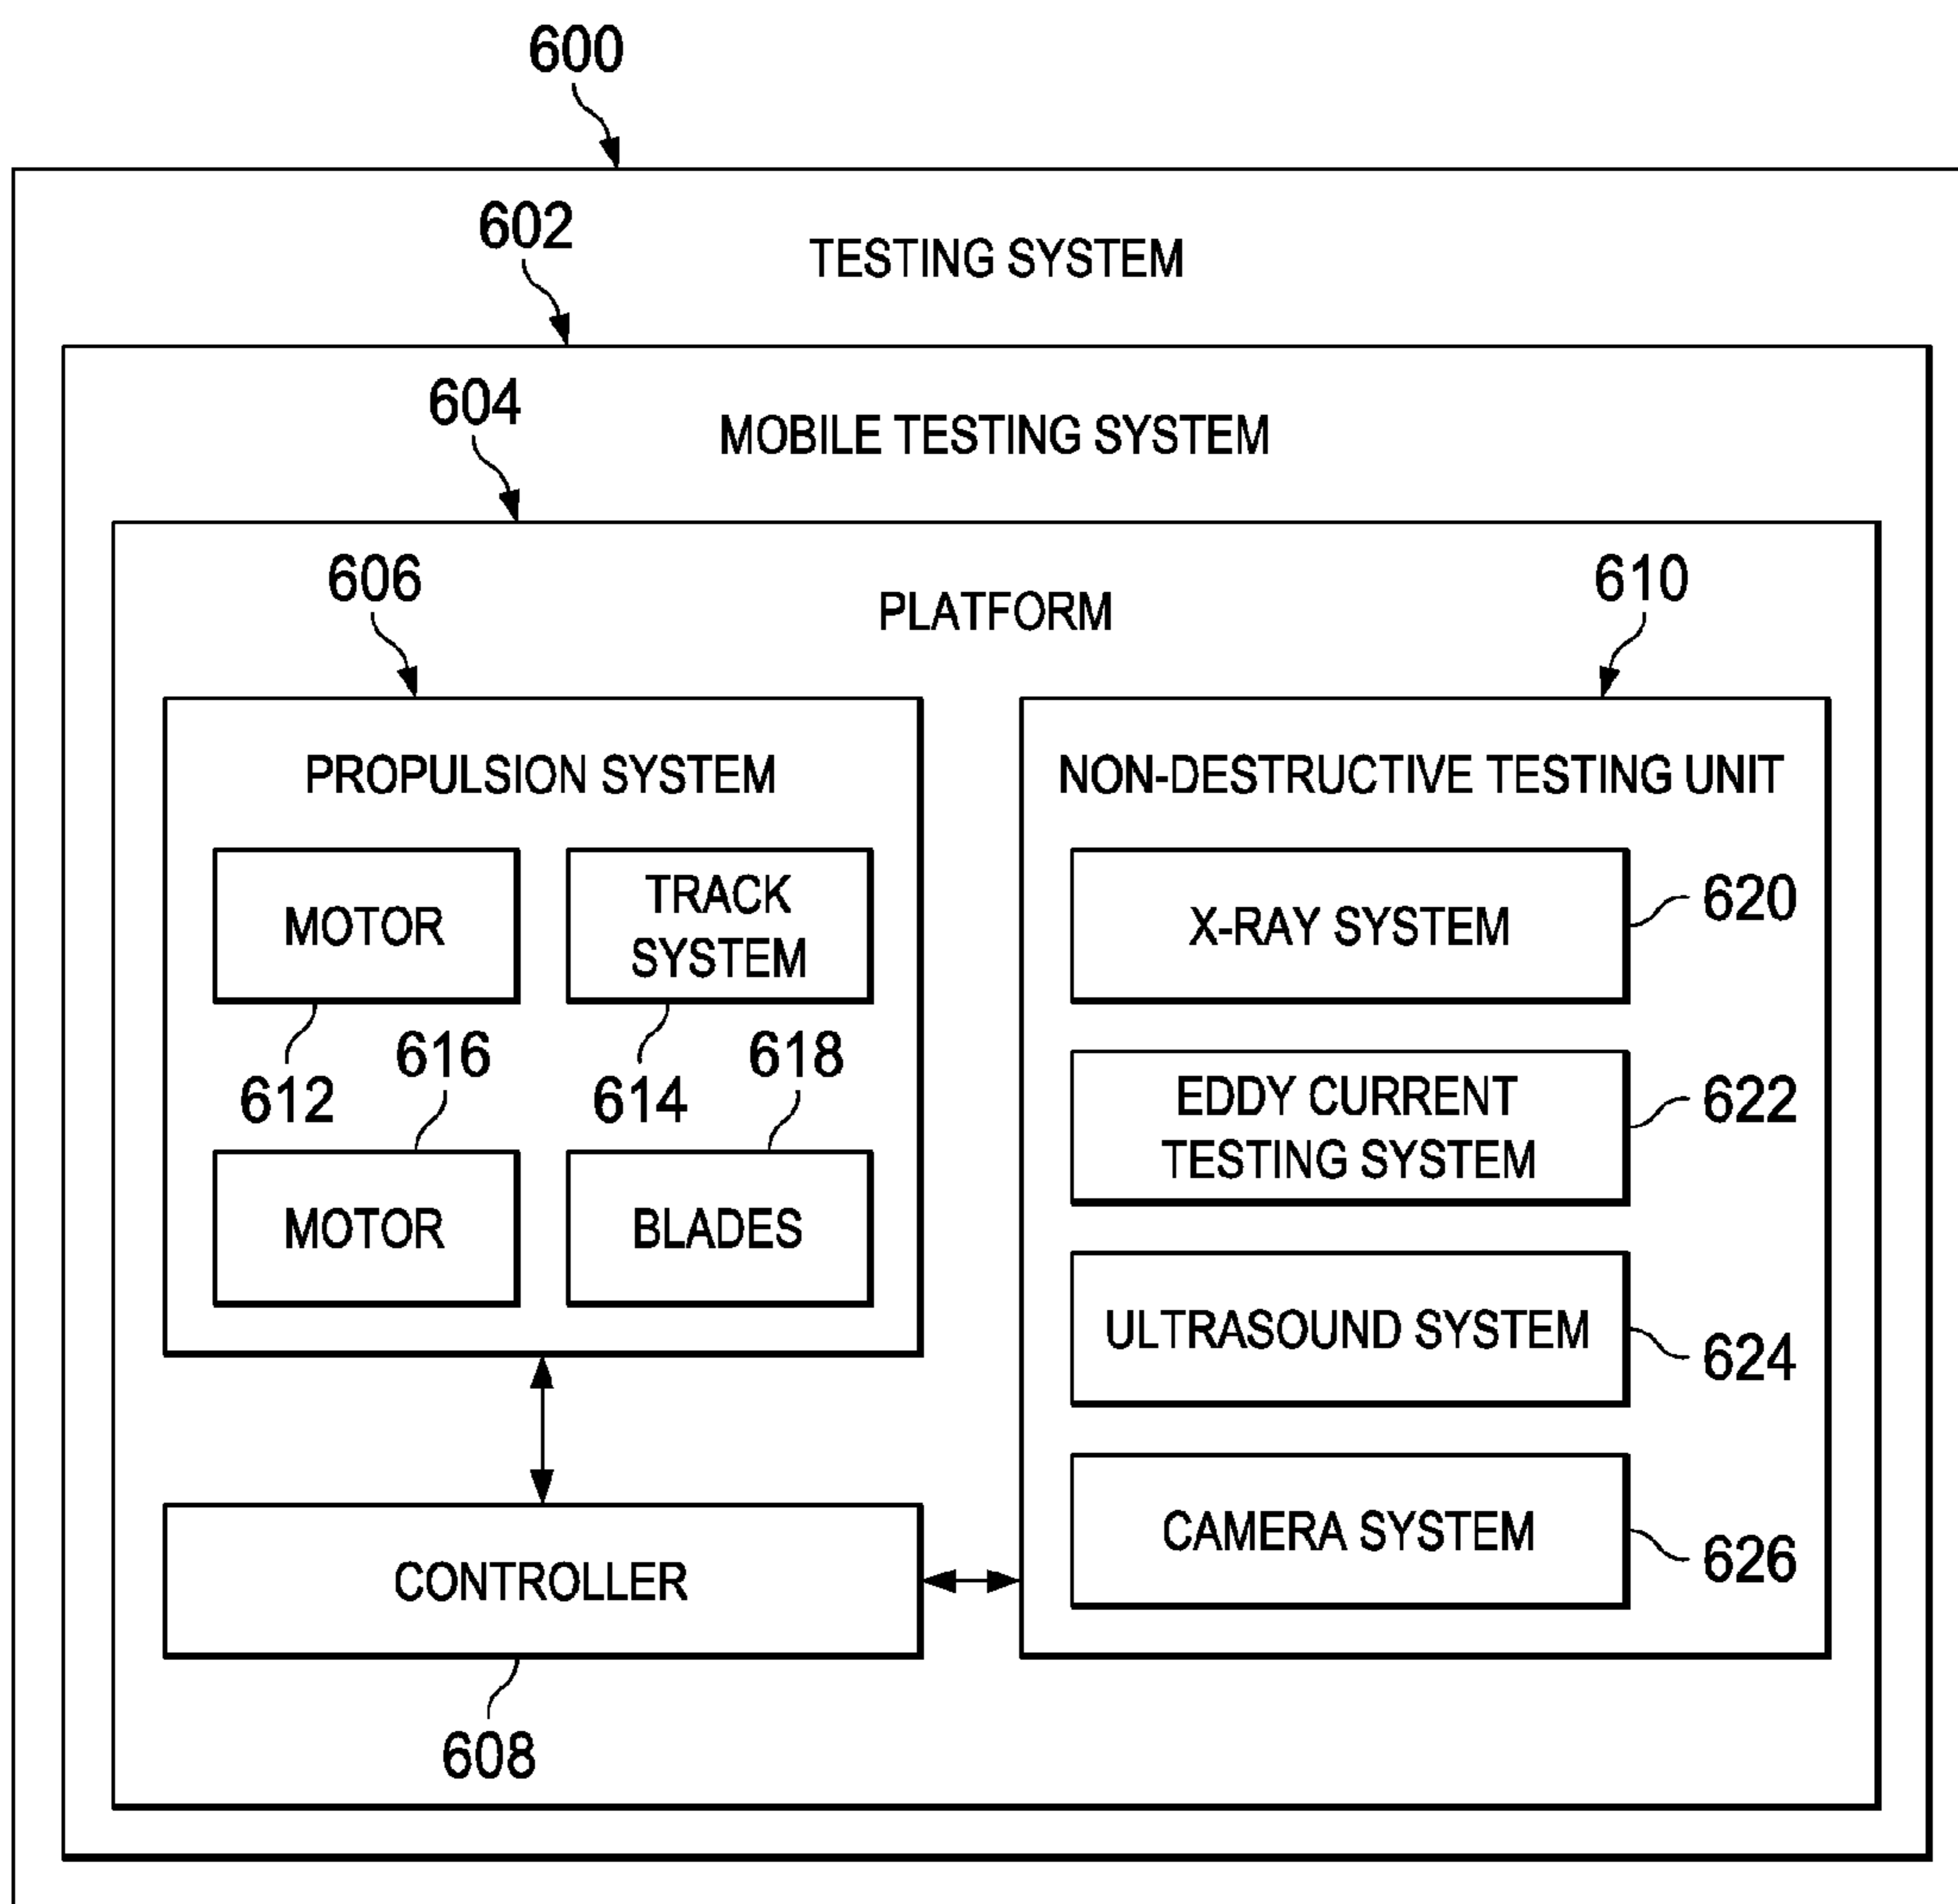 600
602
TESTING SYSTEM
604
MOBILE TESTING SYSTEM
606
PLATFORM
610
PROPULSION SYSTEM
NON-DESTRUCTIVE TESTING UNIT
MOTOR
TRACK
SYSTEM
X-RAY SYSTEM
620
612
616
614
618
EDDY CURRENT
TESTING SYSTEM
622
MOTOR
BLADES
ULTRASOUND SYSTEM
624
CONTROLLER
CAMERA SYSTEM
626
608